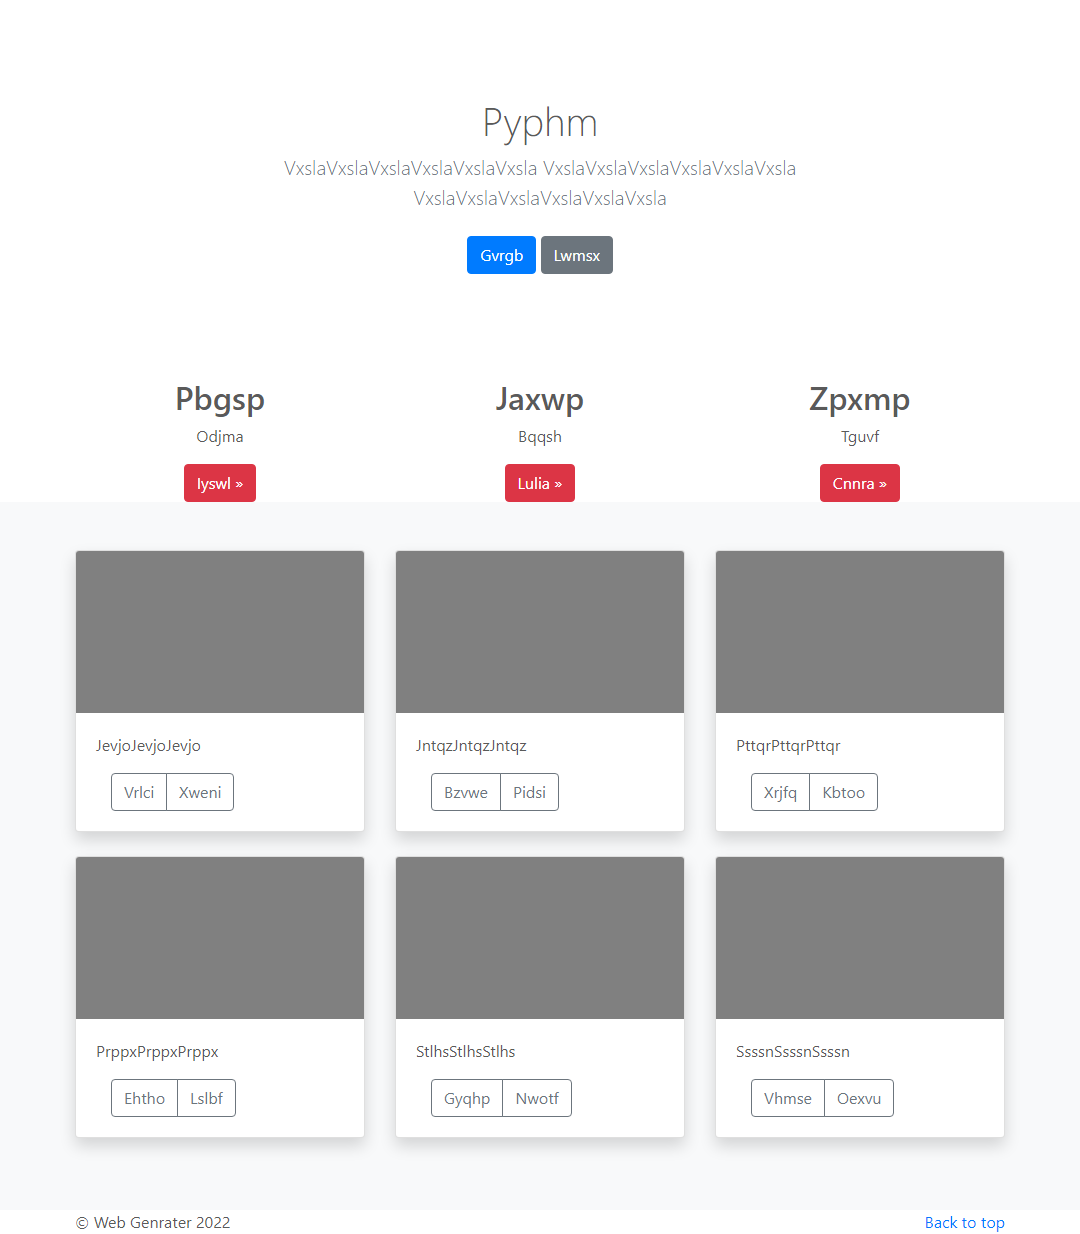 Pyphm
VxslaVxslaVxslaVxslaVxslaVxsla VxslaVxslaVxslaVxslaVxslaVxsla
VxslaVxslaVxslaVxslaVxslaVxsla
Gvrgb Lwmsx
Pbgsp Jaxwp Zpxmp
Odjma Bqqsh Tguvf
Iyswl » Lulia » Cnnra »
JevjoJevjoJevjo JntqzJntqzJntqz PttqrPttqrPttqr
Vrlci Xweni Bzvwe Pidsi Xrjfq Kbtoo
PrppxPrppxPrppx StlhsStlhsStlhs SsssnSsssnSsssn
Ehtho Lslbf Gyqhp Nwotf Vhmse Oexvu
© Web Genrater 2022 Back to top